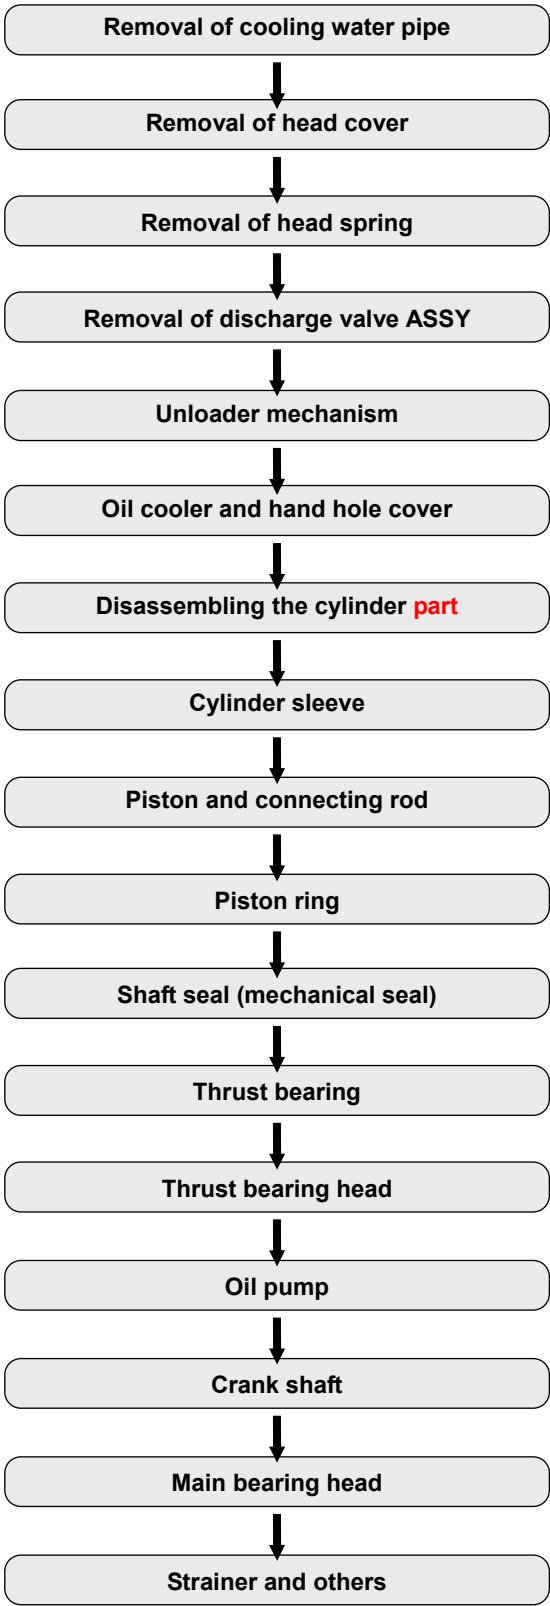 Removal of cooling water pipe
Removal of head cover
Removal of head spring
Removal of discharge valve ASSY
Unloader mechanism
Oil cooler and hand hole cover
Disassembling the cylinder part
Cylinder sleeve
Piston and connecting rod
Piston ring
Shaft seal (mechanical seal)
Thrust bearing
Thrust bearing head
Oil pump
Crank shaft
Main bearing head
Strainer and others